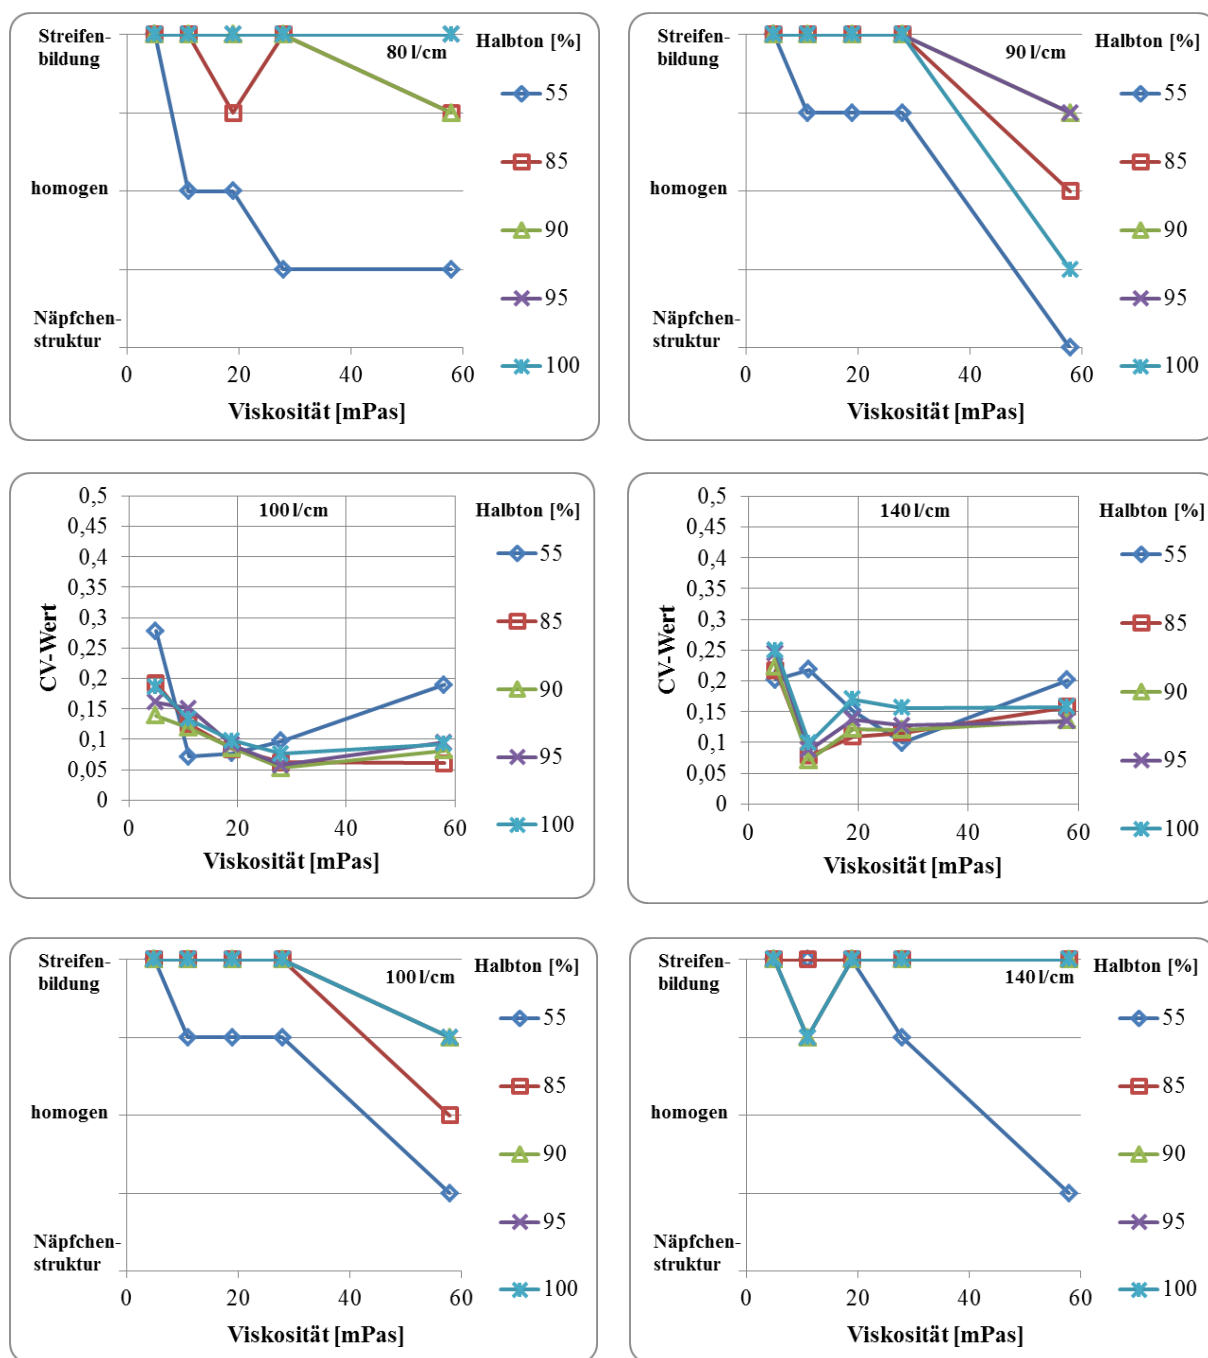 Streifen-
bildung
homogen
Näpfchen-
struktur
80 l/cm
0 20 40 60
Viskosität [mPas]
Halbton [%]
55
85
90
95
100
Streifen-
bildung
homogen
Näpfchen-
struktur
90 l/cm
0 20 40 60
Viskosität [mPas]
Halbton [%]
55
85
90
95
100
CV-Wert
0,5
0,45
0,4
0,35
0,3
0,25
0,2
0,15
0,1
0,05
0
100 l/cm
0 20 40 60
Viskosität [mPas]
Halbton [%]
55
85
90
95
100
CV-Wert
0,5
0,45
0,4
0,35
0,3
0,25
0,2
0,15
0,1
0,05
0
140 l/cm
0 20 40 60
Viskosität [mPas]
Halbton [%]
55
85
90
95
100
Streifen-
bildung
homogen
Näpfchen-
struktur
100 l/cm
0 20 40 60
Viskosität [mPas]
Halbton [%]
55
85
90
95
100
Streifen-
bildung
homogen
Näpfchen-
struktur
140 l/cm
0 20 40 60
Viskosität [mPas]
Halbton [%]
55
85
90
95
100